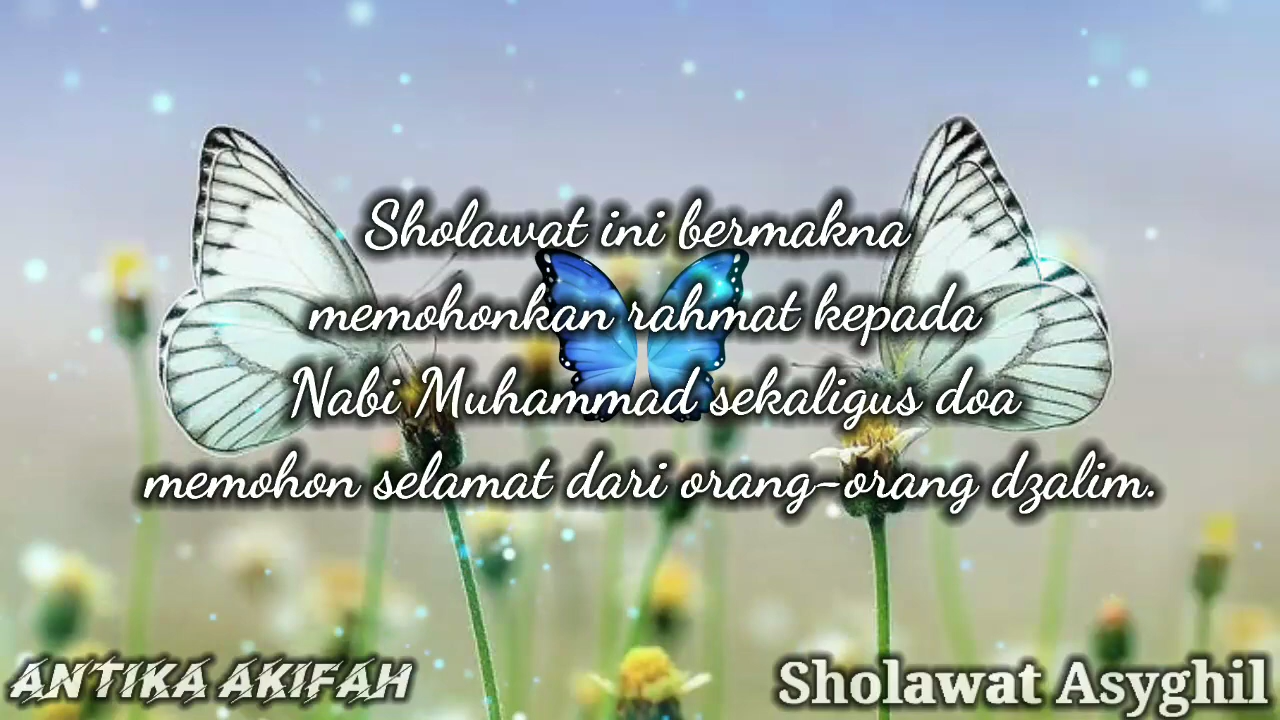 Sholawat ini bermakna
memohonkan rahmat kepada
Nabi Muhammad sekaligus doa
memohon selamat dari orang-orang dzalim.
ANTIKA AKIFAH
Sholawat Asyghil